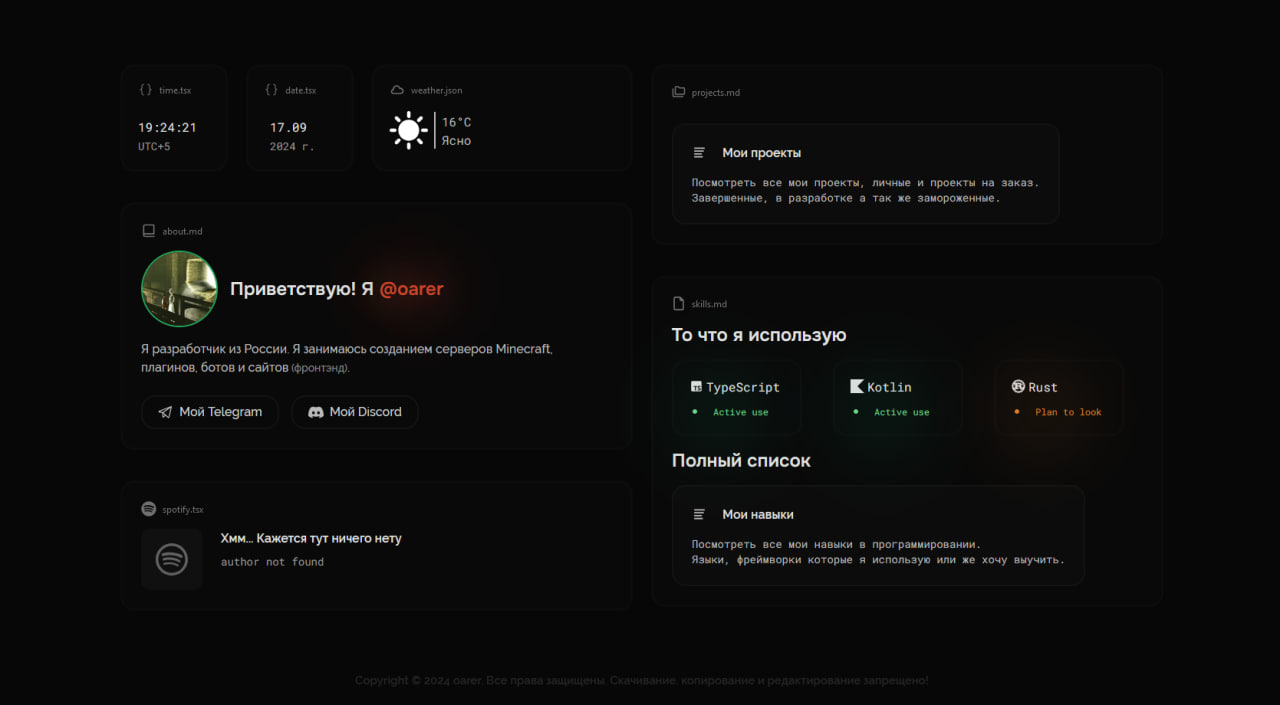 time.tsx
19:24:21
UTC+5
date.tsx
17.09
2024 г.
weather.json
16°C
Ясно
about.md
Приветствую! Я @oarer
Я разработчик из России. Я занимаюсь созданием серверов Minecraft,
плагинов, ботов и сайтов (фронтэнд).
Мой Telegram
Мой Discord
spotify.tsx
Хмм... Кажется тут ничего нету
author not found
projects.md
Мои проекты
Посмотреть все мои проекты, личные и проекты на заказ.
Завершенные, в разработке а так же замороженные.
skills.md
То что я использую
TS TypeScript
Active use
Kotlin
Active use
Rust
Plan to look
Полный список
Мои навыки
Посмотреть все мои навыки в программировании.
Языки, фреймворки которые я использую или же хочу выучить.
Copyright © 2024 oarer. Все права защищены. Скачивание, копирование и редактирование запрещено!